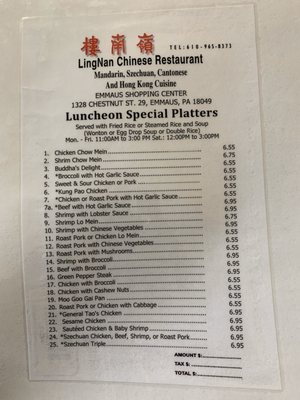 樓南嶺
TEL: 610-965-8373
LingNan Chinese Restaurant
Mandarin, Szechuan, Cantonese
And Hong Kong Cuisine
EMMAUS SHOPPING CENTER
1328 CHESTNUT ST. 29, EMMAUS, PA 18049
Luncheon Special Platters
Served with Fried Rice or Steamed Rice and Soup
(Wonton or Egg Drop Soup or Double Rice)
Mon. - Fri. 11:00AM to 3:00 PM Sat.: 12:00PM to 3:00PM
1. Chicken Chow Mein 6.55
2. Shrim Chow Mein 6.75
3. Buddha's Delight 6.55
4. *Broccoli with Hot Garlic Sauce 6.55
5. Sweet & Sour Chicken or Pork 6.55
6. *Kung Pao Chicken 6.55
7. *Chicken or Roast Pork with Hot Garlic Sauce 6.55
7a. *Beef with Hot Garlic Sauce 6.95
8. Shrimp with Lobster Sauce 6.95
9. Shrimp Lo Mein 6.95
10. Shrimp with Chinese Vegetables 6.95
11. Roast Pork or Chicken Lo Mein 6.55
12. Roast Pork with Chinese Vegetables 6.55
13. Roast Pork with Mushrooms 6.55
14. Shrimp with Broccoli 6.95
15. Beef with Broccoli 6.95
16. Green Pepper Steak 6.95
17. Chicken with Broccoli 6.55
18. Chicken with Cashew Nuts 6.55
19. Moo Goo Gai Pan 6.55
20. Roast Pork or Chicken with Cabbage 6.55
21. *General Tao's Chicken 6.95
22. Sesame Chicken 6.95
23. Sautéed Chicken & Baby Shrimp 6.95
24. *Szechuan Chicken, Beef, Shrimp, or Roast Pork 6.95
25. *Szechuan Triple 6.95
AMOUNT $:
TAX $:
TOTAL $: